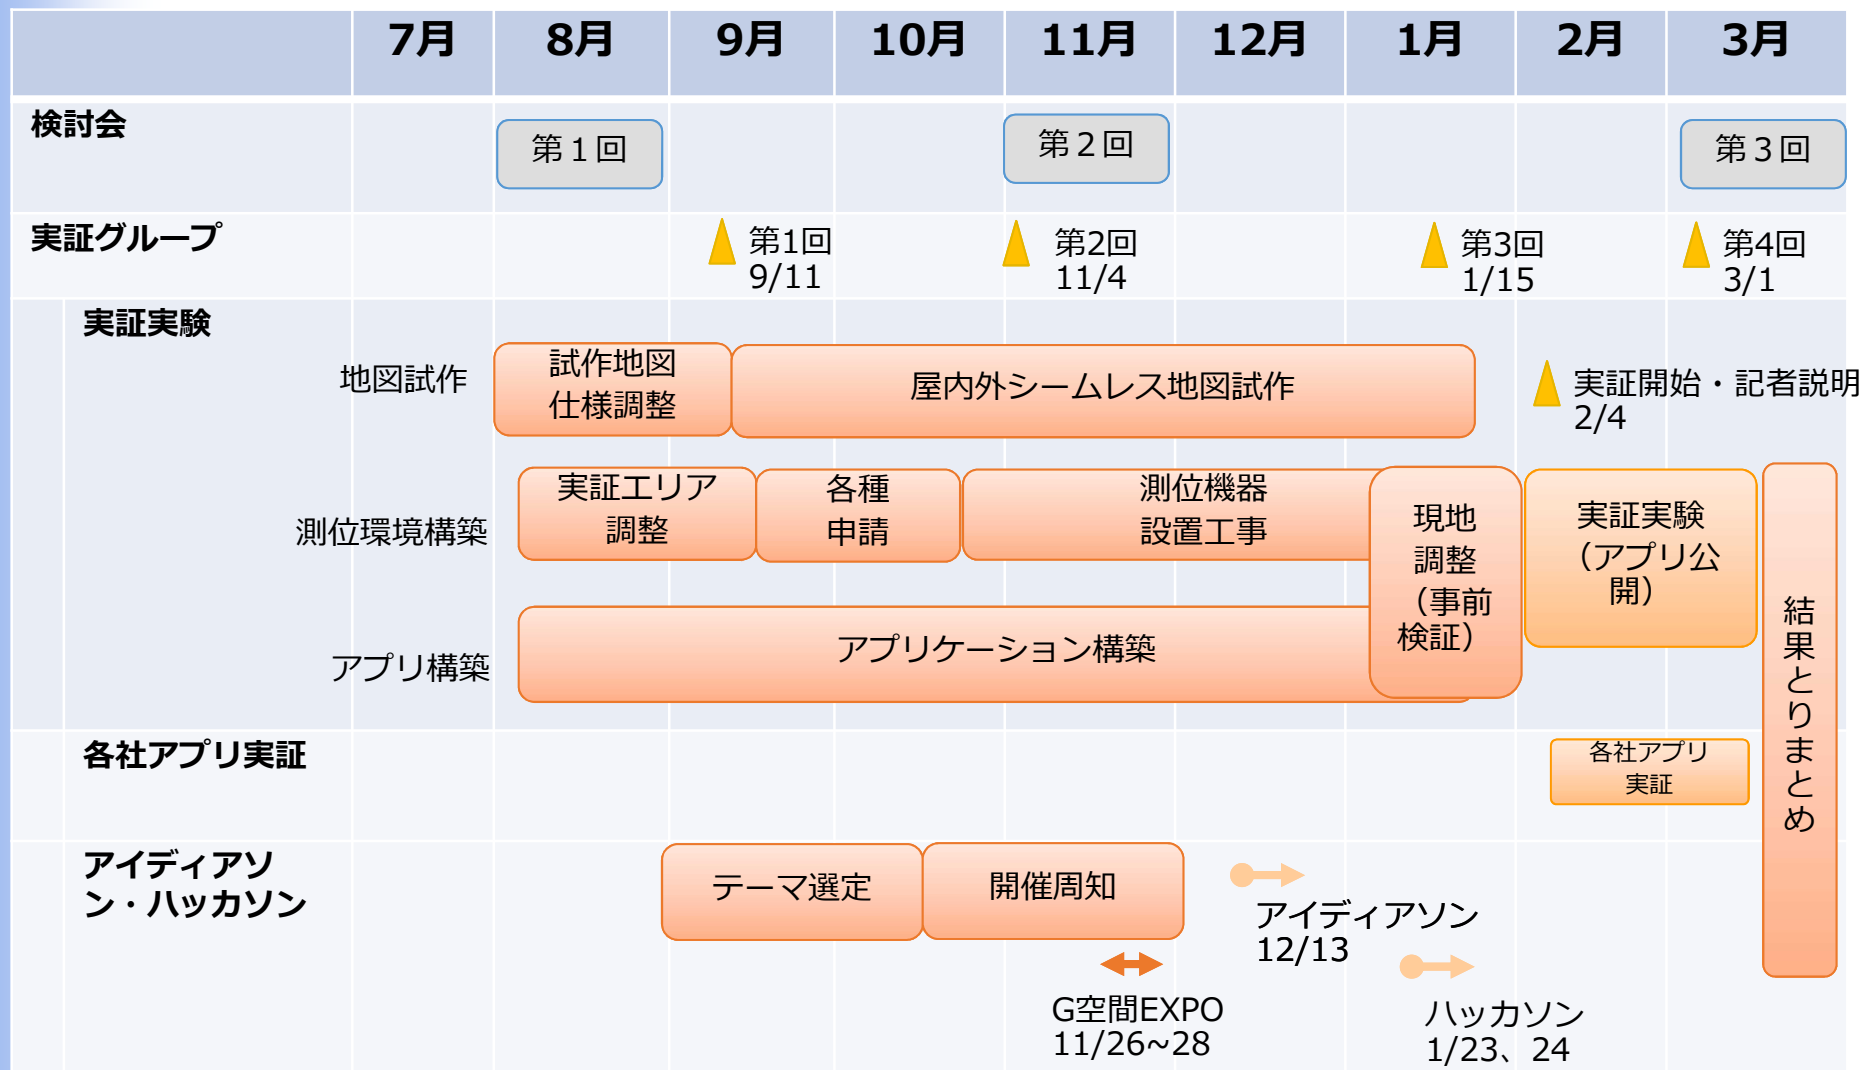 7月
8月
9月
10月
11月
12月
1月
2月
3月
検討会
第１回
第２回
第３回
実証グループ
第1回
9/11
第2回
11/4
第3回
1/15
第4回
3/1
実証実験
地図試作
試作地図
仕様調整
屋内外シームレス地図試作
実証開始・記者説明
2/4
測位環境構築
実証エリア
調整
各種
申請
測位機器
設置工事
現地
調整
（事前
検証）
実証実験
（アプリ公
開）
結果とりまとめ
アプリ構築
アプリケーション構築
各社アプリ実証
各社アプリ
実証
アイディアソ
ン・ハッカソン
テーマ選定
開催周知
アイディアソン
12/13
G空間EXPO
11/26~28
ハッカソン
1/23、24